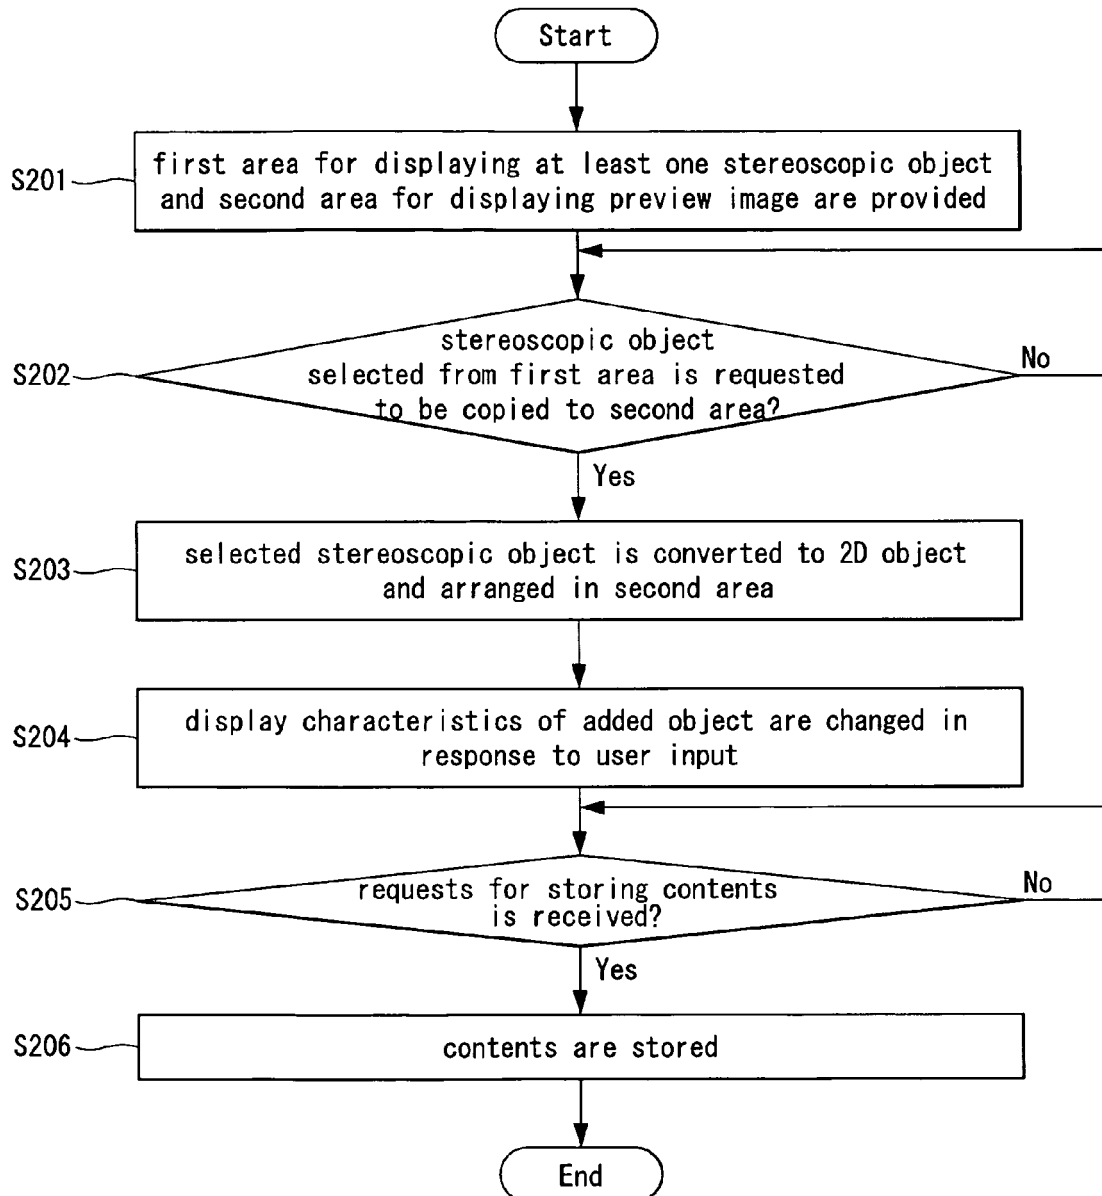 Start
S201
first area for displaying at least one stereoscopic object
and second area for displaying preview image are provided
S202
stereoscopic object
selected from first area is requested
to be copied to second area?
No
Yes
S203
selected stereoscopic object is converted to 2D object
and arranged in second area
S204
display characteristics of added object are changed in
response to user input
S205
requests for storing contents
is received?
No
Yes
S206
contents are stored
End